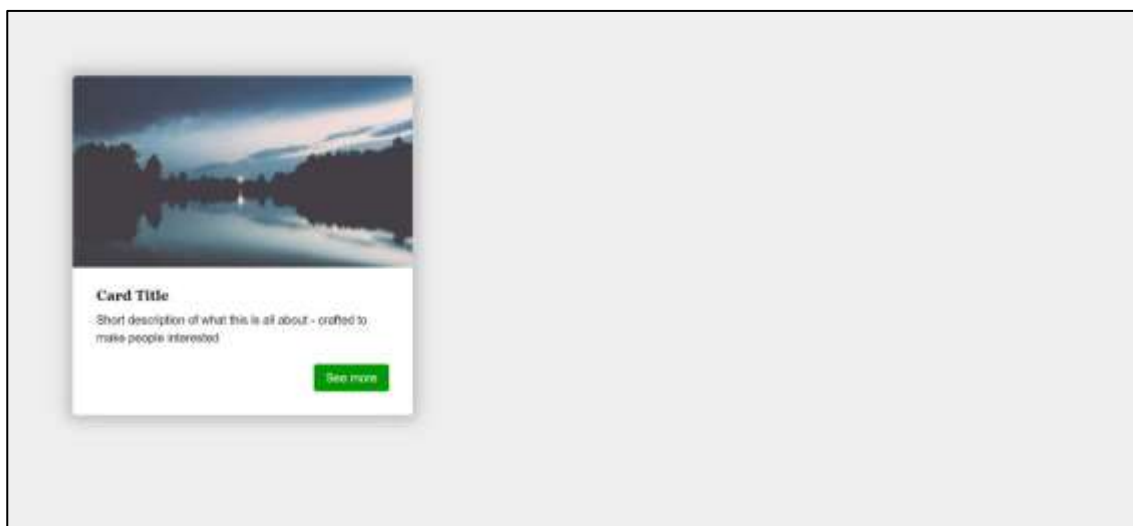 Card Title
Short description of what this is all about - crafted to
make people interested
See more